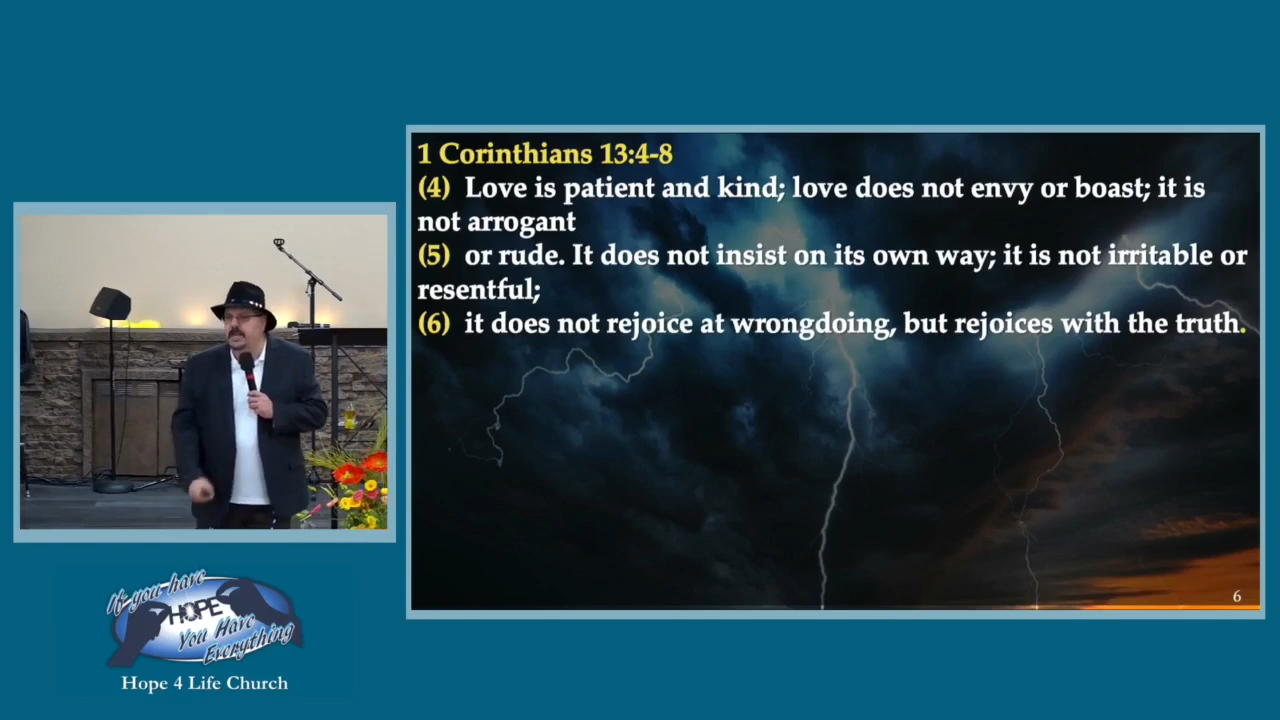 1 Corinthians 13:4-8
(4) Love is patient and kind; love does not envy or boast; it is
not arrogant
(5) or rude. It does not insist on its own way; it is not irritable or
resentful;
(6) it does not rejoice at wrongdoing, but rejoices with the truth.
6
If you have
HOPE
You Have
Everything
Hope 4 Life Church